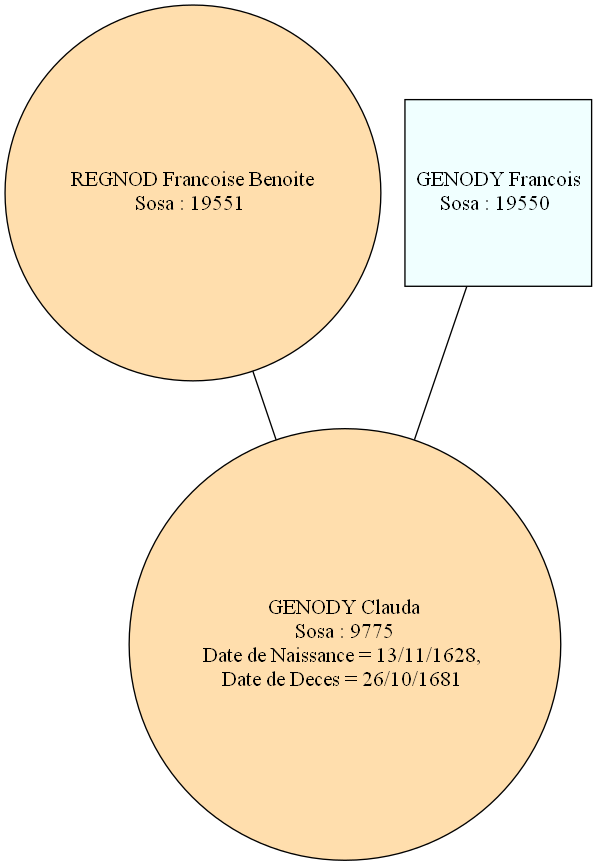 REGNOD Francoise Benoite
Sosa : 19551
GENODY Francois
Sosa : 19550
GENODY Clauda
Sosa : 9775
Date de Naissance = 13/11/1628,
Date de Deces = 26/10/1681